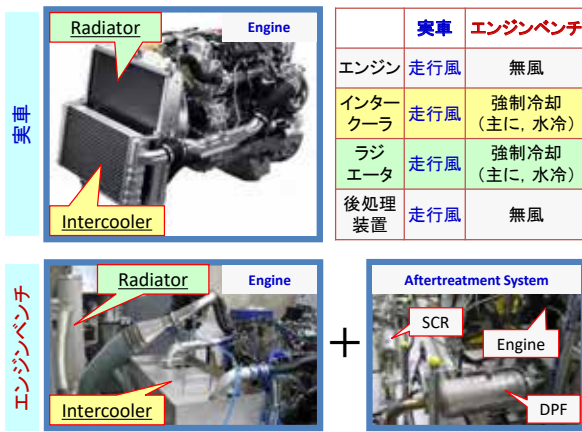 実車
Radiator
Engine
Intercooler
実車
エンジンベンチ
エンジン
走行風
無風
インター
クーラ
走行風
強制冷却
（主に，水冷）
ラジ
エータ
走行風
強制冷却
（主に，水冷）
後処理
装置
走行風
無風
エンジンベンチ
Radiator
Engine
Intercooler
+
Aftertreatment System
SCR
Engine
DPF